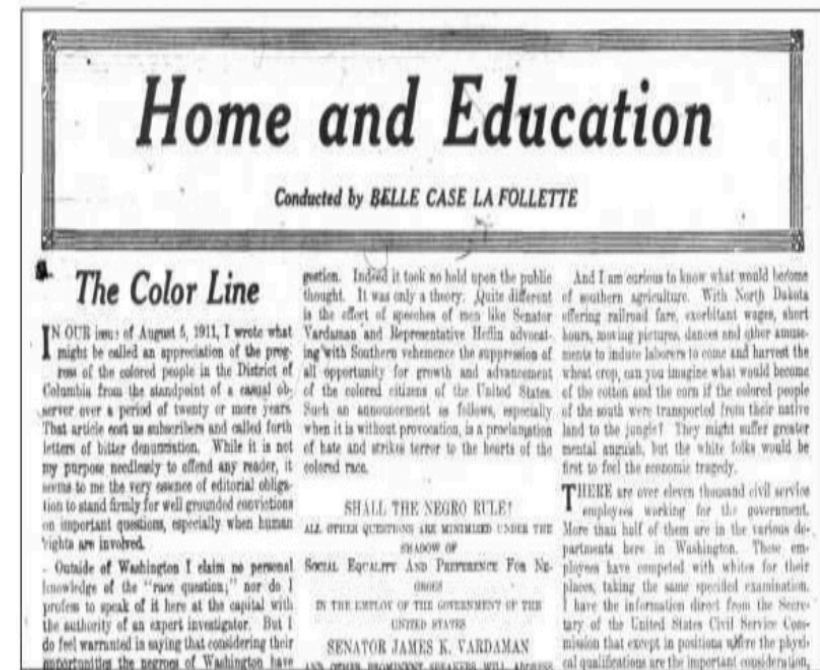 Home and Education
Conducted by BELLE CASE LA FOLLETTE
The Color Line
IN OUR issue of August 5, 1911, I wrote what
might be called an appreciation of the prog-
ress of the colored people in the District of
Columbia from the standpoint of a casual ob-
server over a period of twenty or more years.
That article cost us subscribers and called forth
letters of bitter denunciation. While it is not
my purpose needlessly to offend any reader, it
seems to me the very essence of editorial obliga-
tion to stand firmly for well grounded convictions
on important questions, especially when human
rights are involved.
Outside of Washington I claim no personal
knowledge of the "race question;" nor do I
profess to speak of it here at the capital with
the authority of an expert investigator. But I
do feel warranted in saying that considering their
opportunities the negroes of Washington have
gestion. Indeed it took no hold upon the public
thought. It was only a theory. Quite different
is the effect of speeches of men like Senator
Vardaman and Representative Heflin advocat-
ing with Southern vehemence the suppression of
all opportunity for growth and advancement
of the colored citizens of the United States.
Such an announcement as follows, especially
when it is without provocation, is a proclamation
of hate and strikes terror to the hearts of the
colored race.
SHALL THE NEGRO RULE?
ALL OTHER QUESTIONS ARE MINIMIZED UNDER THE
SHADOW OF
SOCIAL EQUALITY AND PREFERENCE FOR NE-
GROES
IN THE EMPLOY OF THE GOVERNMENT OF THE
UNITED STATES
SENATOR JAMES K. VARDAMAN
AND OTHER PROMINENT SPEAKERS WILL ADDRESS
And I am curious to know what would become
of southern agriculture. With North Dakota
offering railroad fare, exorbitant wages, short
hours, moving pictures, dances and other amuse-
ments to induce laborers to come and harvest the
wheat crop, can you imagine what would become
of the cotton and the corn if the colored people
of the south were transported from their native
land to the jungle? They might suffer greater
mental anguish, but the white folks would be
first to feel the economic tragedy.
THERE are over eleven thousand civil service
employees working for the government.
More than half of them are in the various de-
partments here in Washington. These em-
ployees have competed with whites for their
places, taking the same specified examination.
I have the information direct from the Secre-
tary of the United States Civil Service Com-
mission that except in positions where the physi-
cal qualifications are the important consideration,